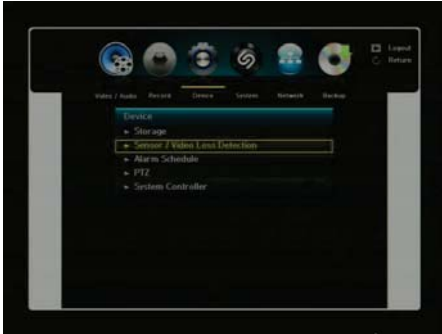 Logout
Return
Video / Audio Record Device System Network Backup
Device
Storage
Sensor / Video Loss Detection
Alarm Schedule
PTZ
System Controller